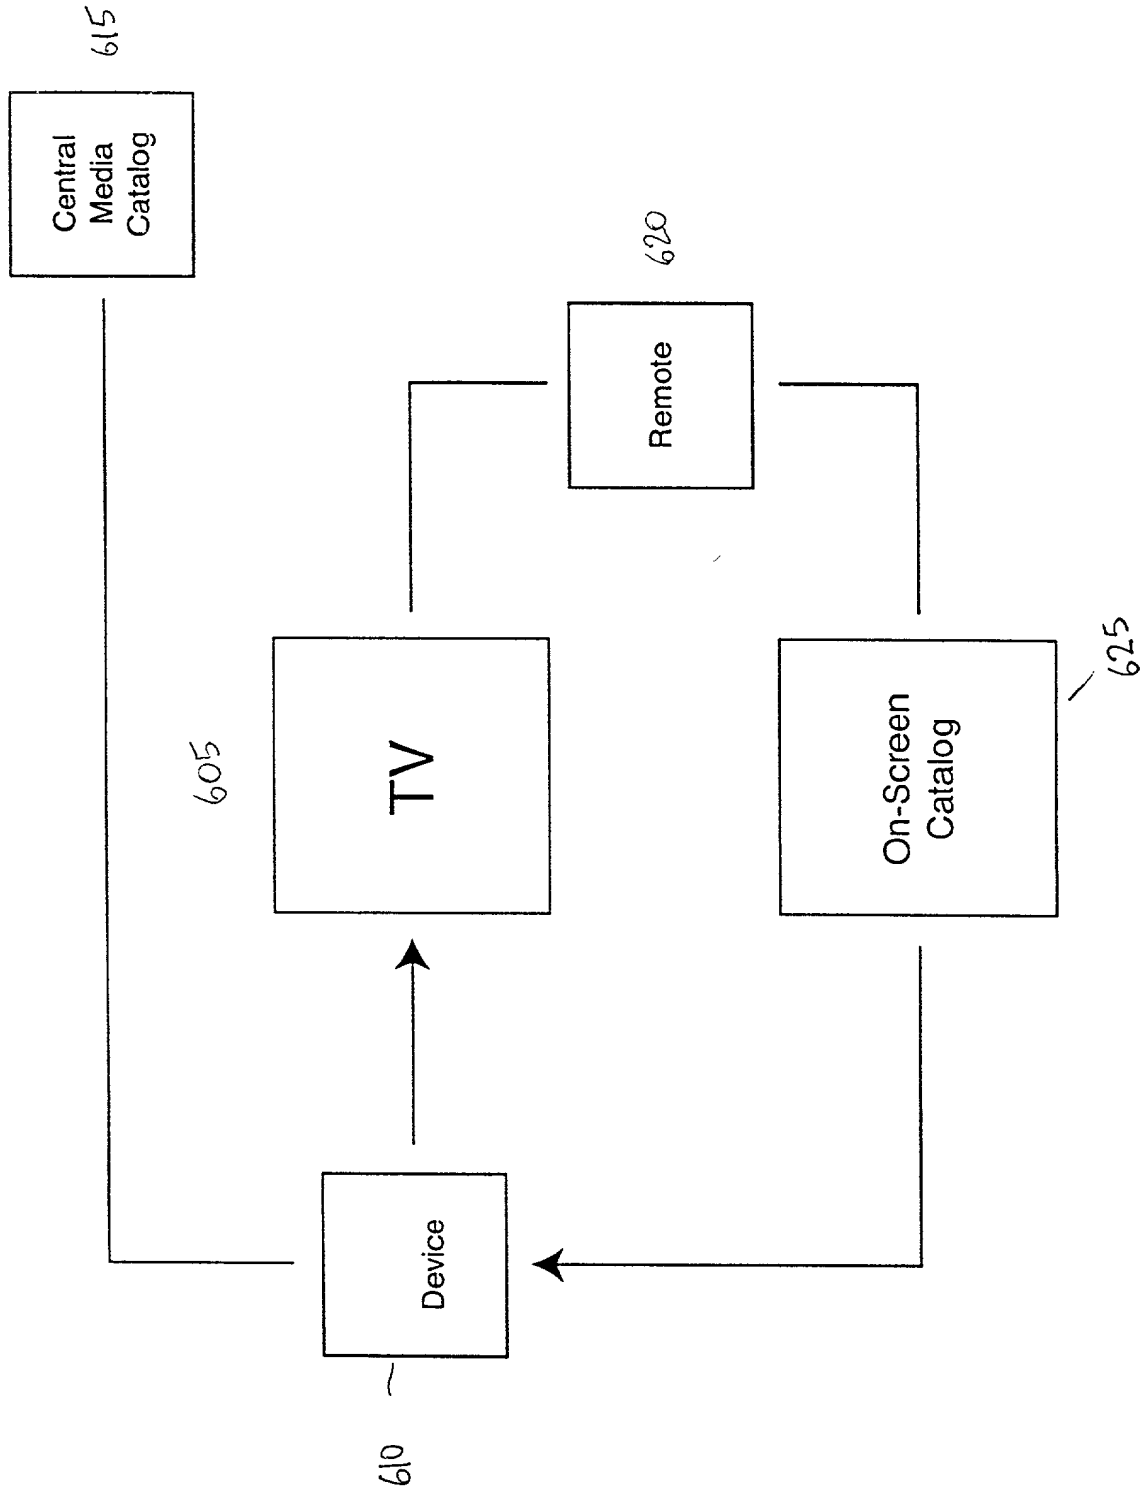 615
Central
Media
Catalog
620
Remote
605
TV
On-Screen
Catalog
625
Device
610